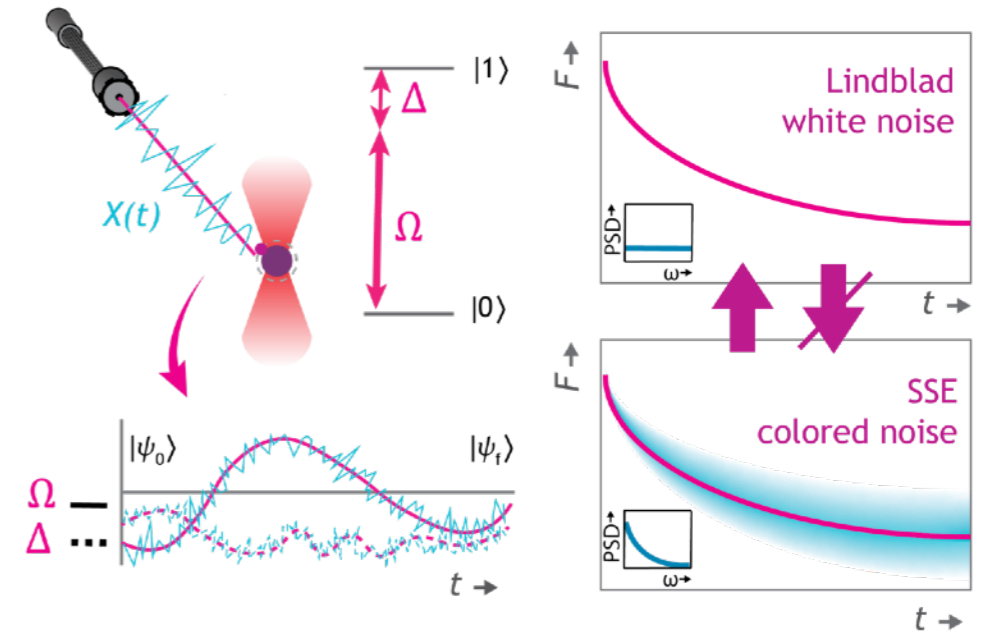 X(t)
|1⟩
Δ
Ω
|0⟩
|ψ₀⟩
|ψf⟩
Ω
Δ
t →
F →
Lindblad
white noise
PSD→
ω→
t →
F →
SSE
colored noise
PSD→
ω→
t →